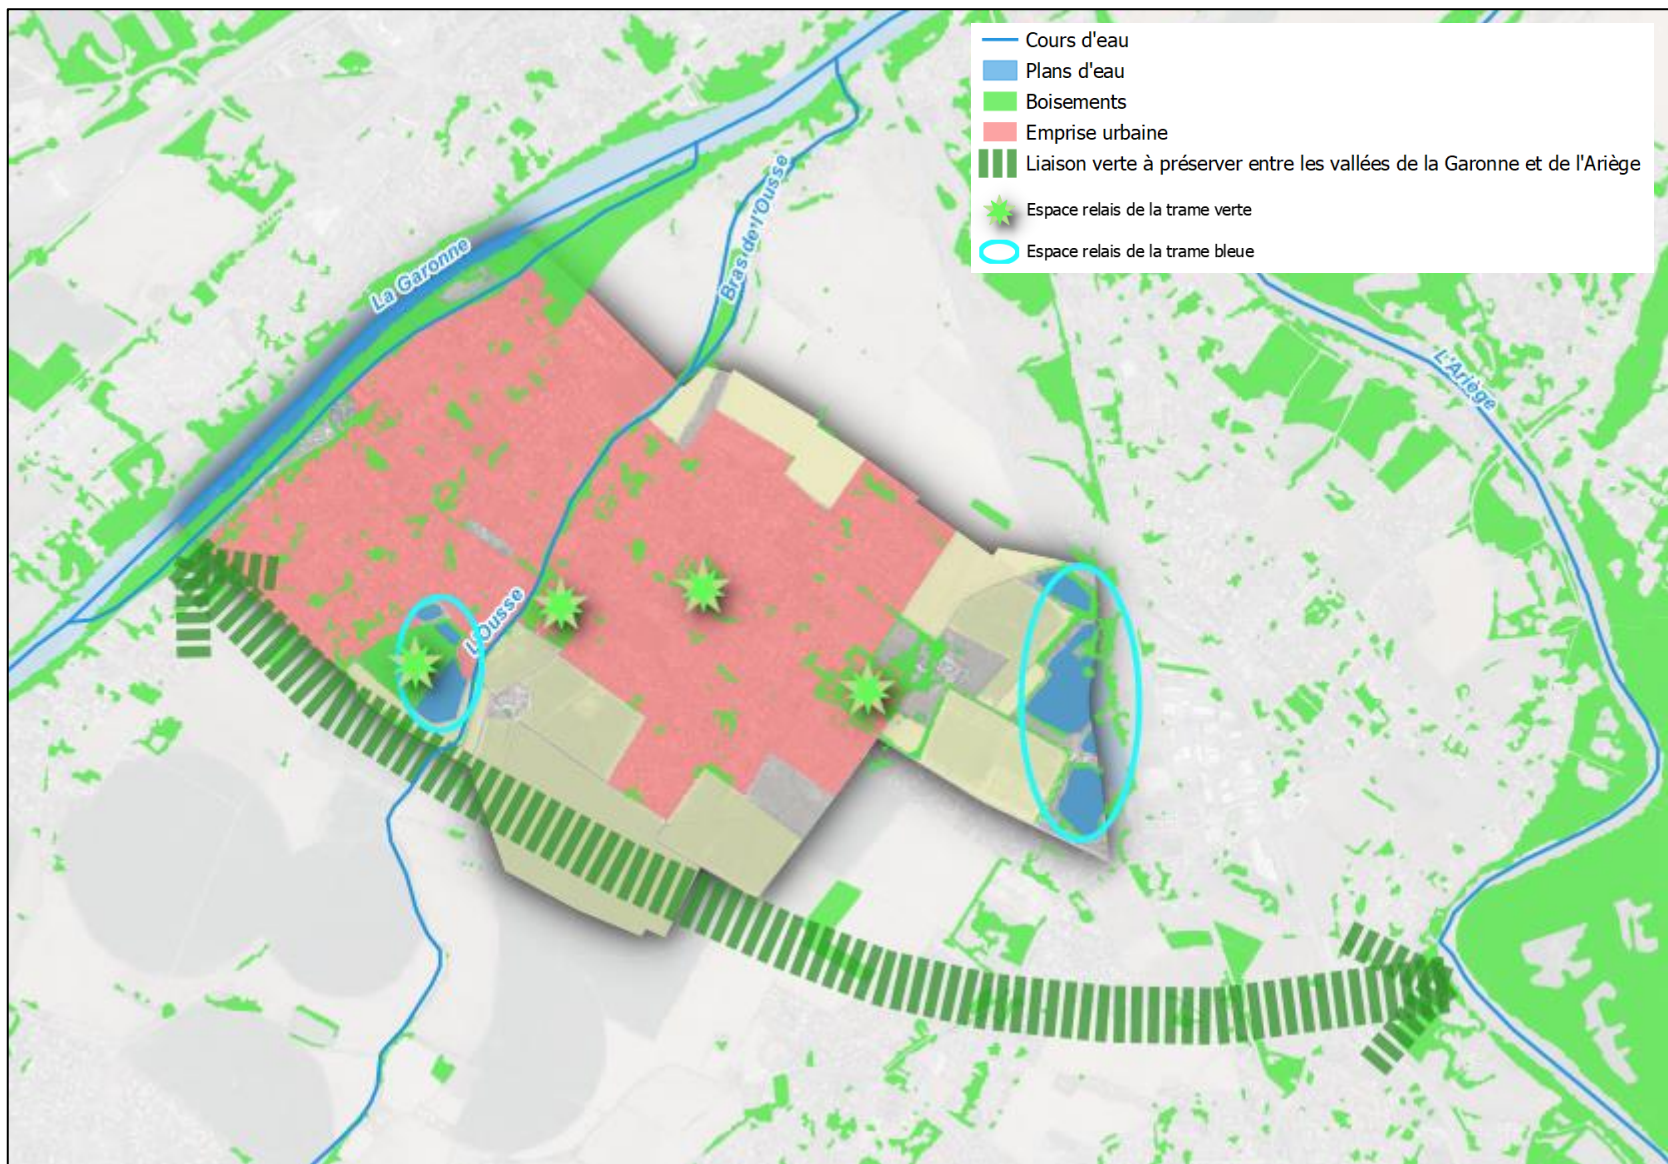 Cours d'eau
Plans d'eau
Boisements
Emprise urbaine
Liaison verte à préserver entre les vallées de la Garonne et de l'Ariège
Espace relais de la trame verte
Espace relais de la trame bleue
La Garonne
Bras de l'Ousse
L'Ariège
L'Ousse